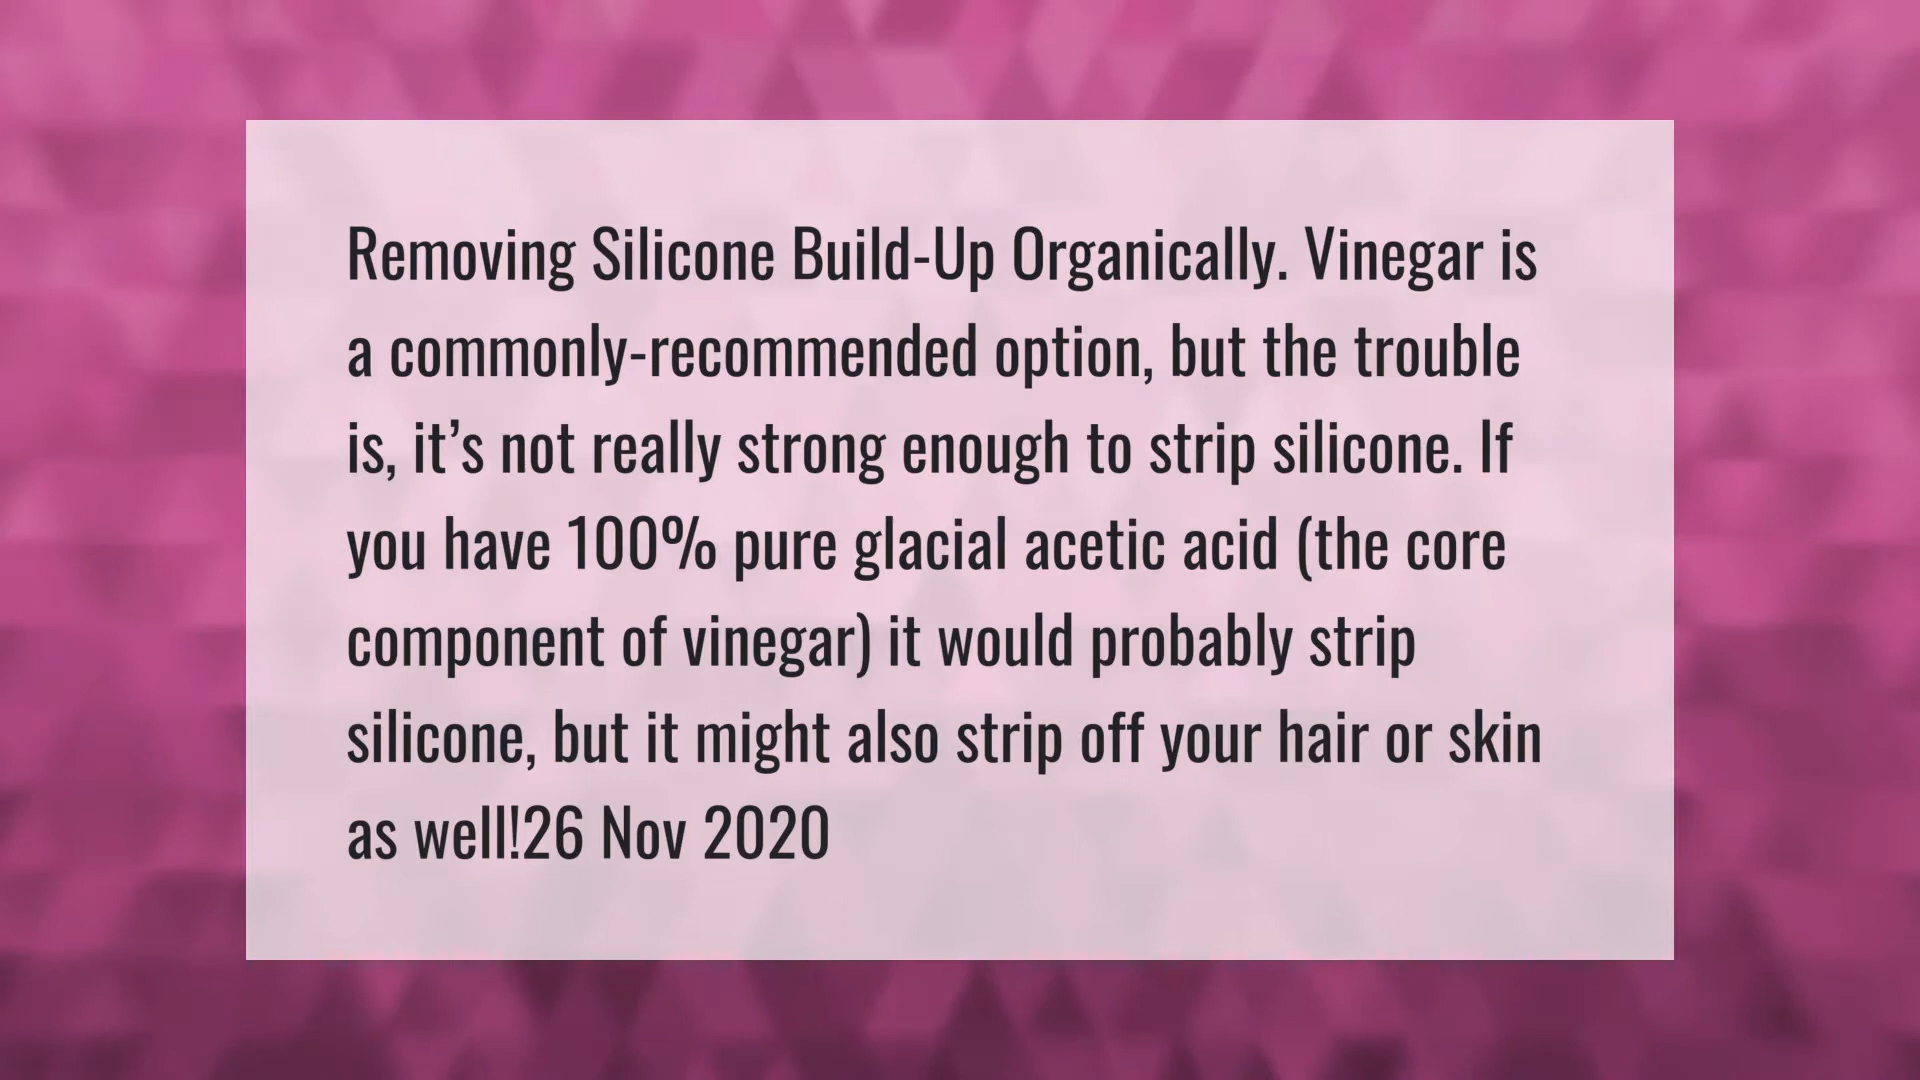 Removing Silicone Build-Up Organically. Vinegar is
a commonly-recommended option, but the trouble
is, it’s not really strong enough to strip silicone. If
you have 100% pure glacial acetic acid (the core
component of vinegar) it would probably strip
silicone, but it might also strip off your hair or skin
as well!26 Nov 2020